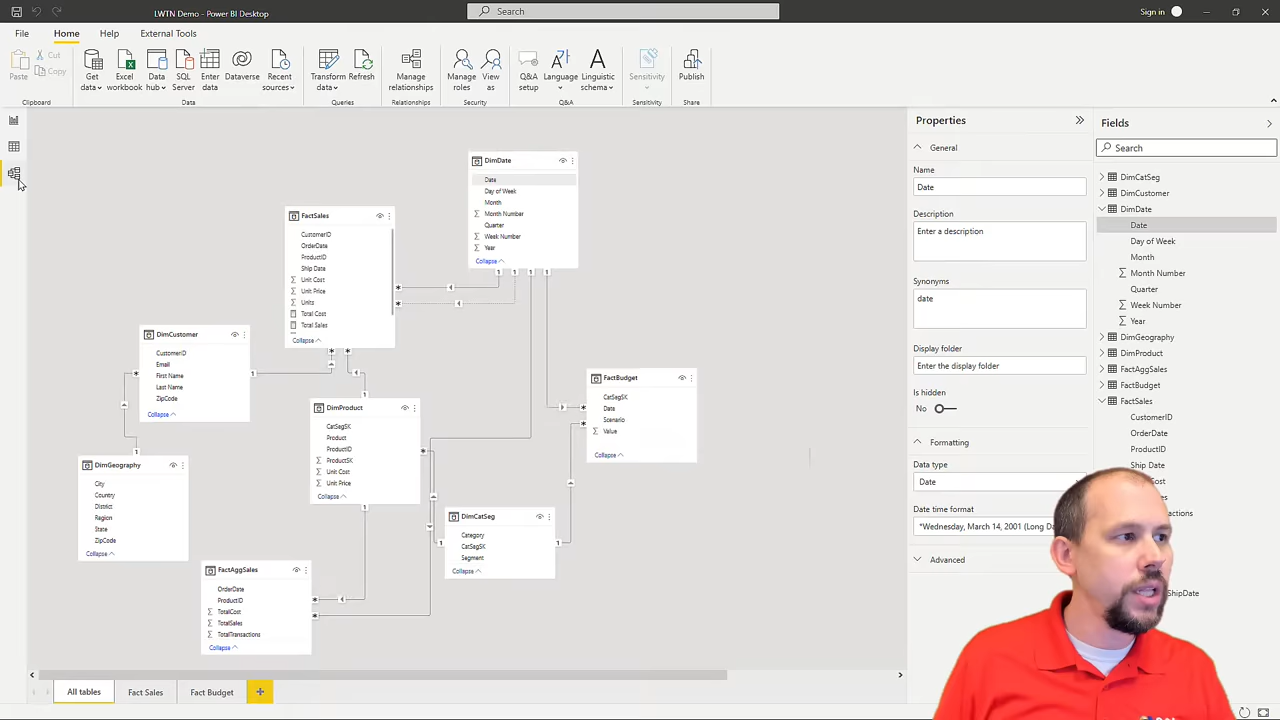 LWTN Demo - Power BI Desktop
Search
Sign in
File
Home
Help
External Tools
Paste
Cut
Copy
Clipboard
Get data
Excel workbook
Data hub
SQL Server
Enter data
Dataverse
Recent sources
Data
Transform data
Refresh
Queries
Manage relationships
Relationships
Manage roles
View as
Security
Q&A setup
Language
Linguistic schema
Q&A
Sensitivity
Sensitivity
Publish
Share
DimDate
Date
Day of Week
Month
Month Number
Quarter
Week Number
Year
Collapse
FactSales
CustomerID
OrderDate
ProductID
Ship Date
Unit Cost
Unit Price
Units
Total Cost
Total Sales
Collapse
DimCustomer
CustomerID
Email
First Name
Last Name
ZipCode
Collapse
DimProduct
CatSegSK
Product
ProductID
ProductSK
Unit Cost
Unit Price
Collapse
FactBudget
CatSegSK
Date
Scenario
Value
Collapse
DimGeography
City
Country
District
Region
State
ZipCode
Collapse
DimCatSeg
Category
CatSegSK
Segment
Collapse
FactAggSales
OrderDate
ProductID
TotalCost
TotalSales
TotalTransactions
Collapse
All tables
Fact Sales
Fact Budget
Properties
General
Name
Date
Description
Enter a description
Synonyms
date
Display folder
Enter the display folder
Is hidden
No
Formatting
Data type
Date
Date time format
*Wednesday, March 14, 2001 (Long Da
Advanced
Fields
Search
DimCatSeg
DimCustomer
DimDate
Date
Day of Week
Month
Month Number
Quarter
Week Number
Year
DimGeography
DimProduct
FactAggSales
FactBudget
FactSales
CustomerID
OrderDate
ProductID
Ship Date
ShipDate